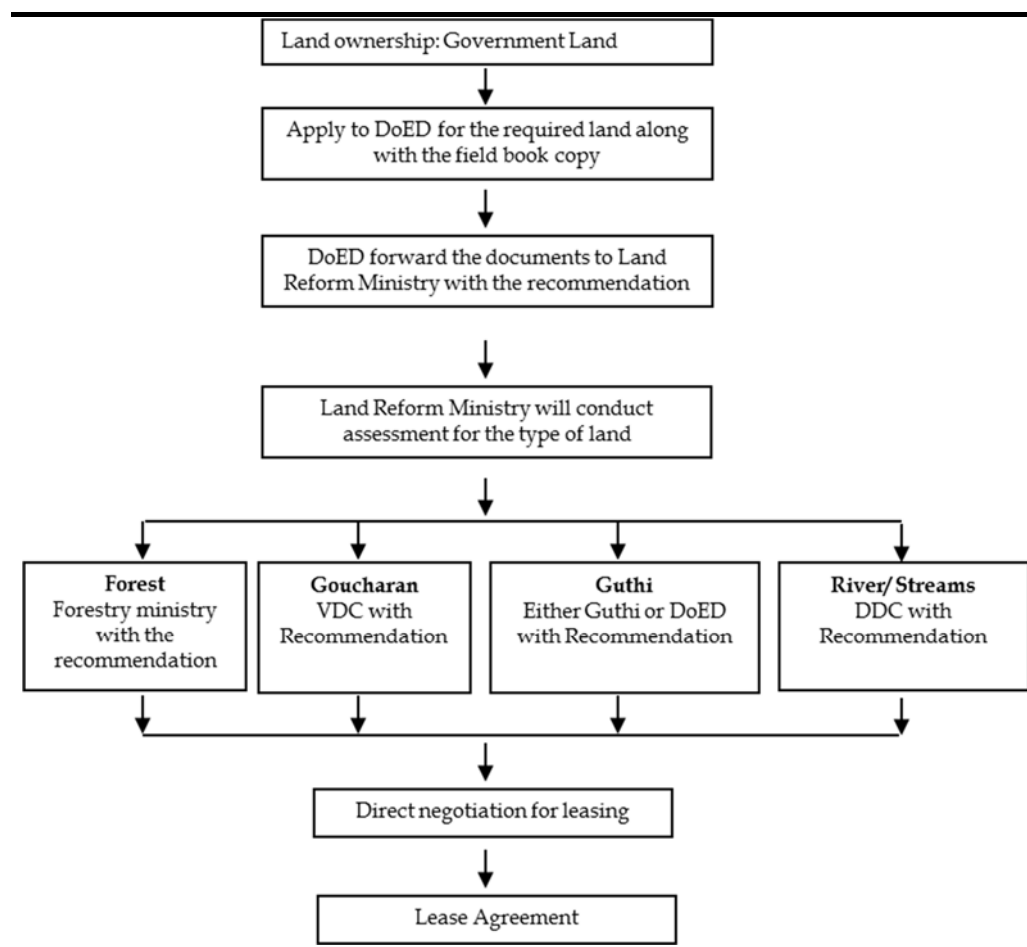 Land ownership: Government Land
Apply to DoED for the required land along
with the field book copy
DoED forward the documents to Land
Reform Ministry with the recommendation
Land Reform Ministry will conduct
assessment for the type of land
Forest
Forestry ministry
with the
recommendation
Goucharan
VDC with
Recommendation
Guthi
Either Guthi or DoED
with Recommendation
River/ Streams
DDC with
Recommendation
Direct negotiation for leasing
Lease Agreement